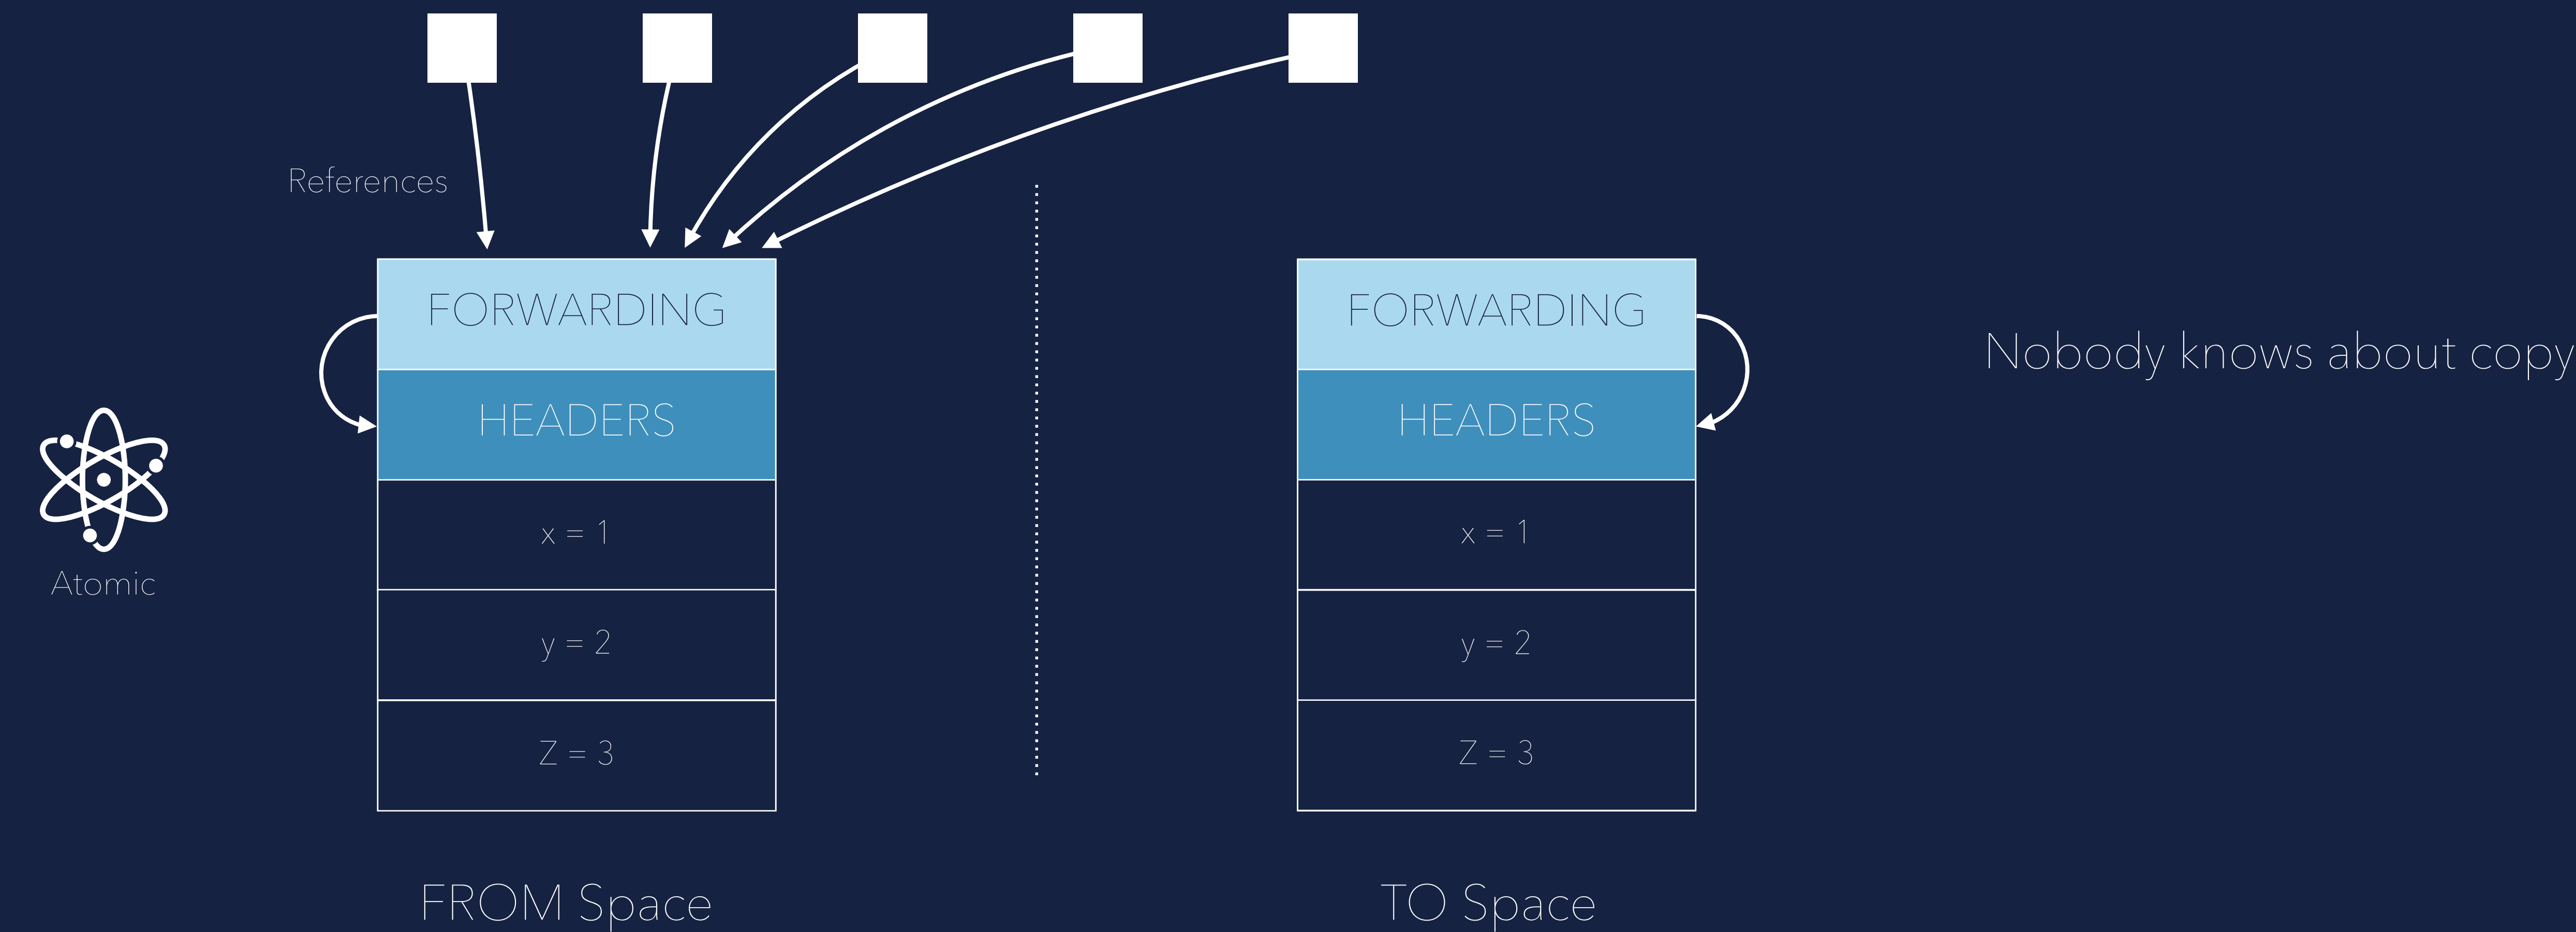 References
FORWARDING
HEADERS
x = 1
y = 2
Z = 3
FROM Space
Atomic
FORWARDING
HEADERS
x = 1
y = 2
Z = 3
TO Space
Nobody knows about copy